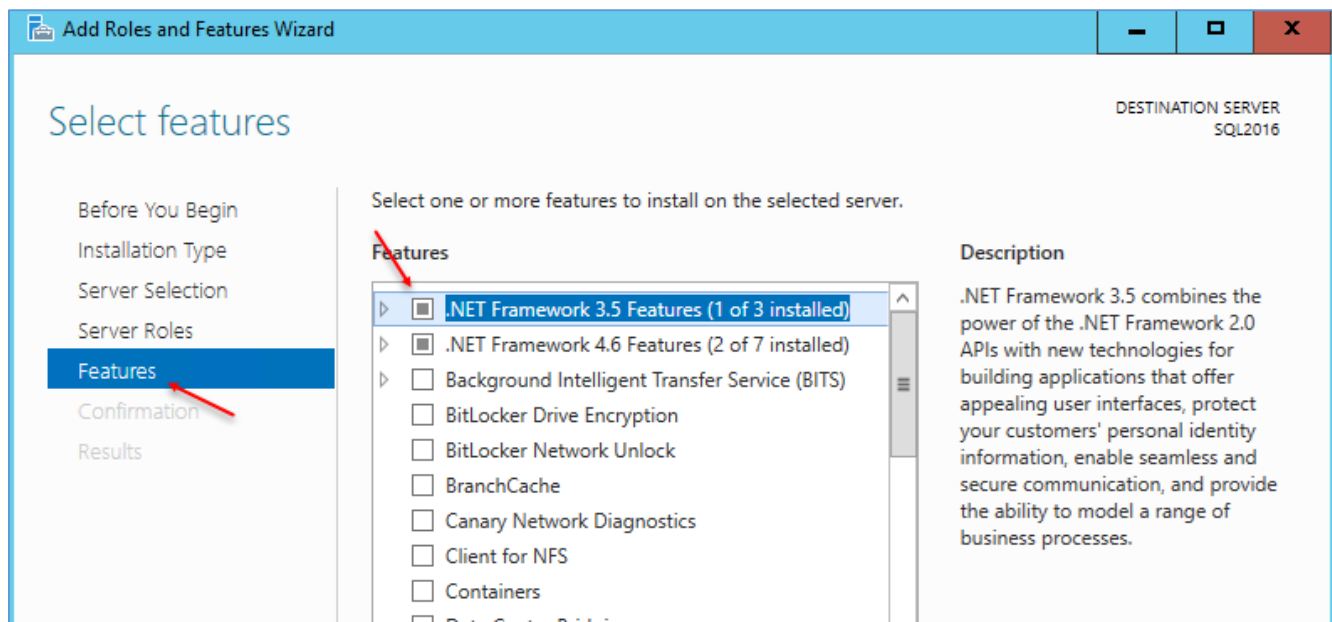 Add Roles and Features Wizard
Select features
DESTINATION SERVER
SQL2016
Before You Begin
Installation Type
Server Selection
Server Roles
Features
Confirmation
Results
Select one or more features to install on the selected server.
Features
.NET Framework 3.5 Features (1 of 3 installed)
.NET Framework 4.6 Features (2 of 7 installed)
Background Intelligent Transfer Service (BITS)
BitLocker Drive Encryption
BitLocker Network Unlock
BranchCache
Canary Network Diagnostics
Client for NFS
Containers
Description
.NET Framework 3.5 combines the
power of the .NET Framework 2.0
APIs with new technologies for
building applications that offer
appealing user interfaces, protect
your customers' personal identity
information, enable seamless and
secure communication, and provide
the ability to model a range of
business processes.